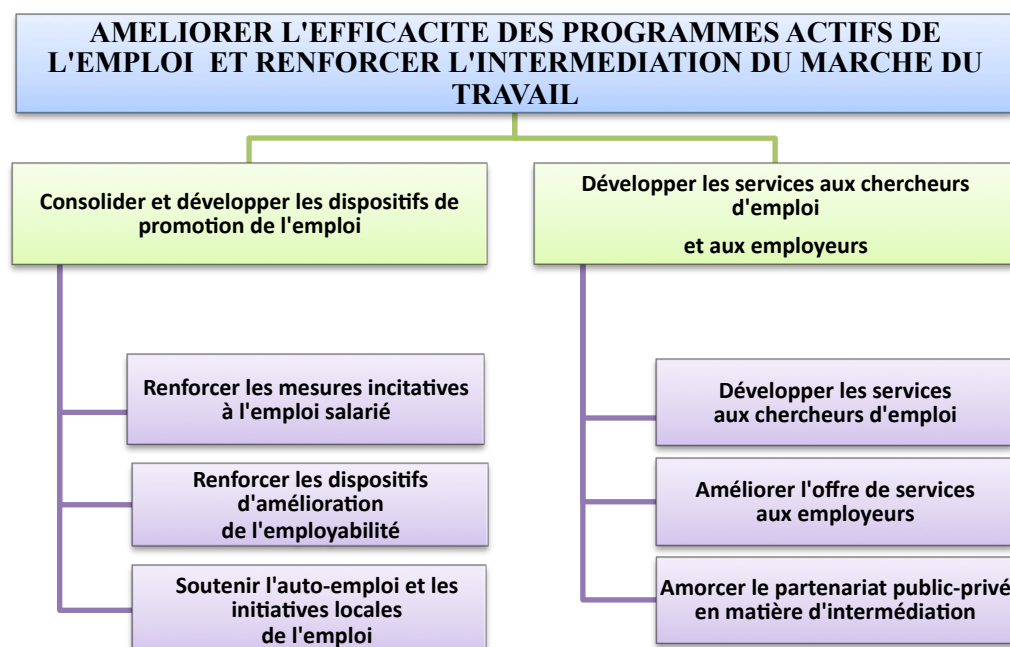 AMELIORER L'EFFICACITE DES PROGRAMMES ACTIFS DE
L'EMPLOI ET RENFORCER L'INTERMEDIATION DU MARCHE DU
TRAVAIL
Consolider et développer les dispositifs de
promotion de l'emploi
Renforcer les mesures incitatives
à l'emploi salarié
Renforcer les dispositifs
d'amélioration
de l'employabilité
Soutenir l'auto-emploi et les
initiatives locales
de l'emploi
Développer les services aux chercheurs
d'emploi
et aux employeurs
Développer les services
aux chercheurs d'emploi
Améliorer l'offre de services
aux employeurs
Amorcer le partenariat public-privé
en matière d'intermédiation